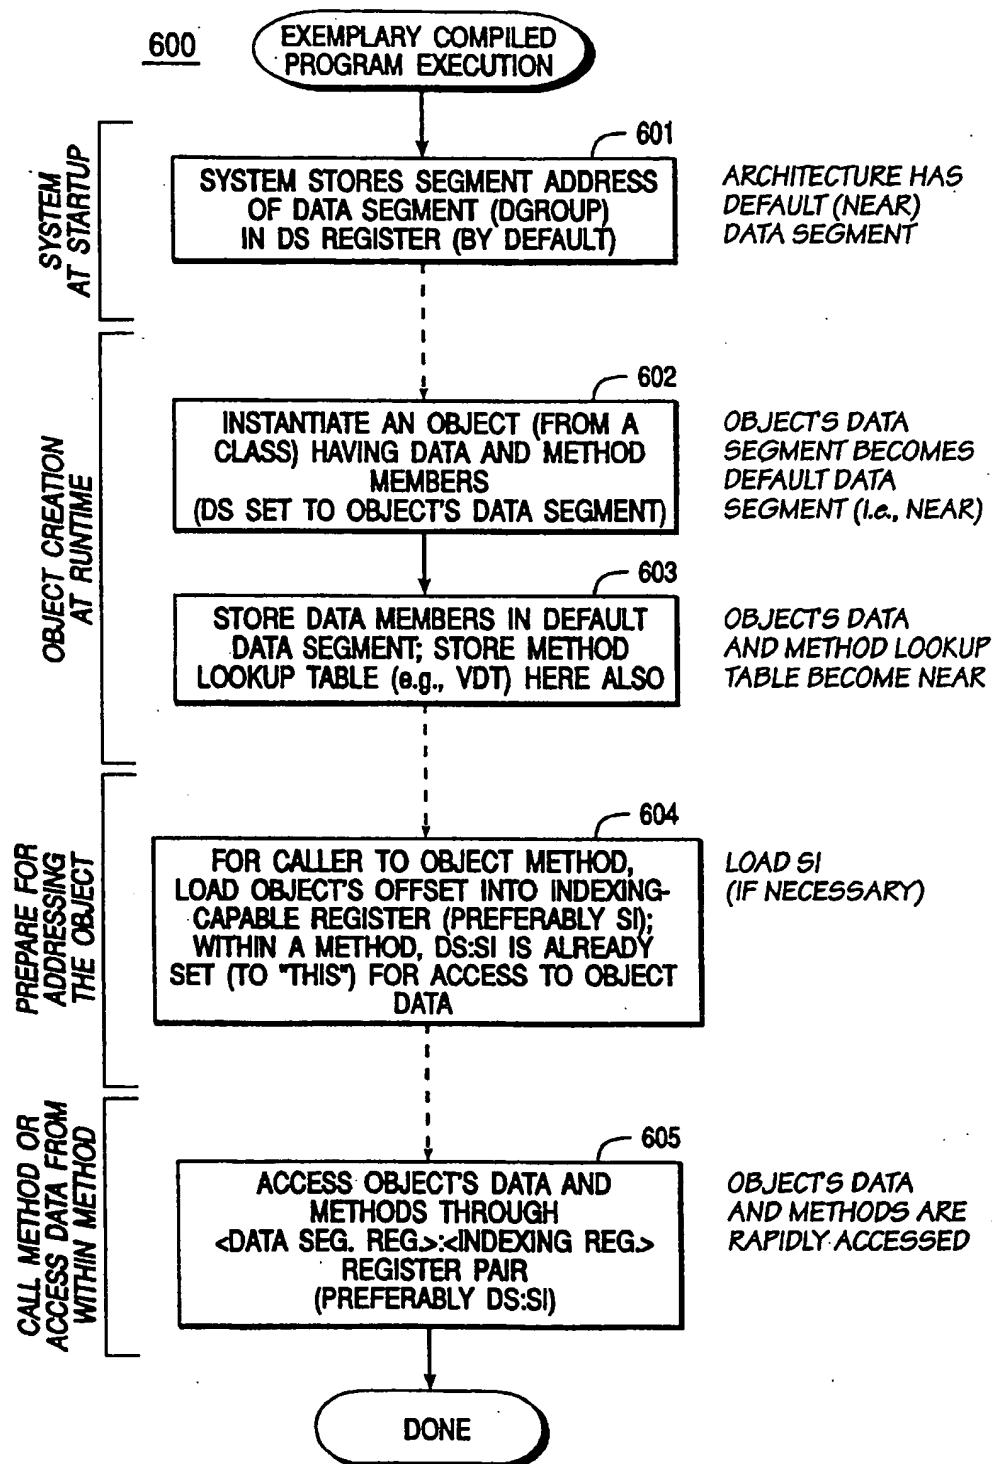 600
EXEMPLARY COMPILED
PROGRAM EXECUTION
SYSTEM
AT STARTUP
601
SYSTEM STORES SEGMENT ADDRESS
OF DATA SEGMENT (DGROUP)
IN DS REGISTER (BY DEFAULT)
ARCHITECTURE HAS
DEFAULT (NEAR)
DATA SEGMENT
OBJECT CREATION
AT RUNTIME
602
INSTANTIATE AN OBJECT (FROM A
CLASS) HAVING DATA AND METHOD
MEMBERS
(DS SET TO OBJECT'S DATA SEGMENT)
OBJECT'S DATA
SEGMENT BECOMES
DEFAULT DATA
SEGMENT (i.e., NEAR)
603
STORE DATA MEMBERS IN DEFAULT
DATA SEGMENT; STORE METHOD
LOOKUP TABLE (e.g., VDT) HERE ALSO
OBJECT'S DATA
AND METHOD LOOKUP
TABLE BECOME NEAR
PREPARE FOR
ADDRESSING
THE OBJECT
604
FOR CALLER TO OBJECT METHOD,
LOAD OBJECT'S OFFSET INTO INDEXING-
CAPABLE REGISTER (PREFERABLY SI);
WITHIN A METHOD, DS:SI IS ALREADY
SET (TO "THIS") FOR ACCESS TO OBJECT
DATA
LOAD SI
(IF NECESSARY)
CALL METHOD OR
ACCESS DATA FROM
WITHIN METHOD
605
ACCESS OBJECT'S DATA AND
METHODS THROUGH
<DATA SEG. REG.>:<INDEXING REG.>
REGISTER PAIR
(PREFERABLY DS:SI)
OBJECT'S DATA
AND METHODS ARE
RAPIDLY ACCESSED
DONE